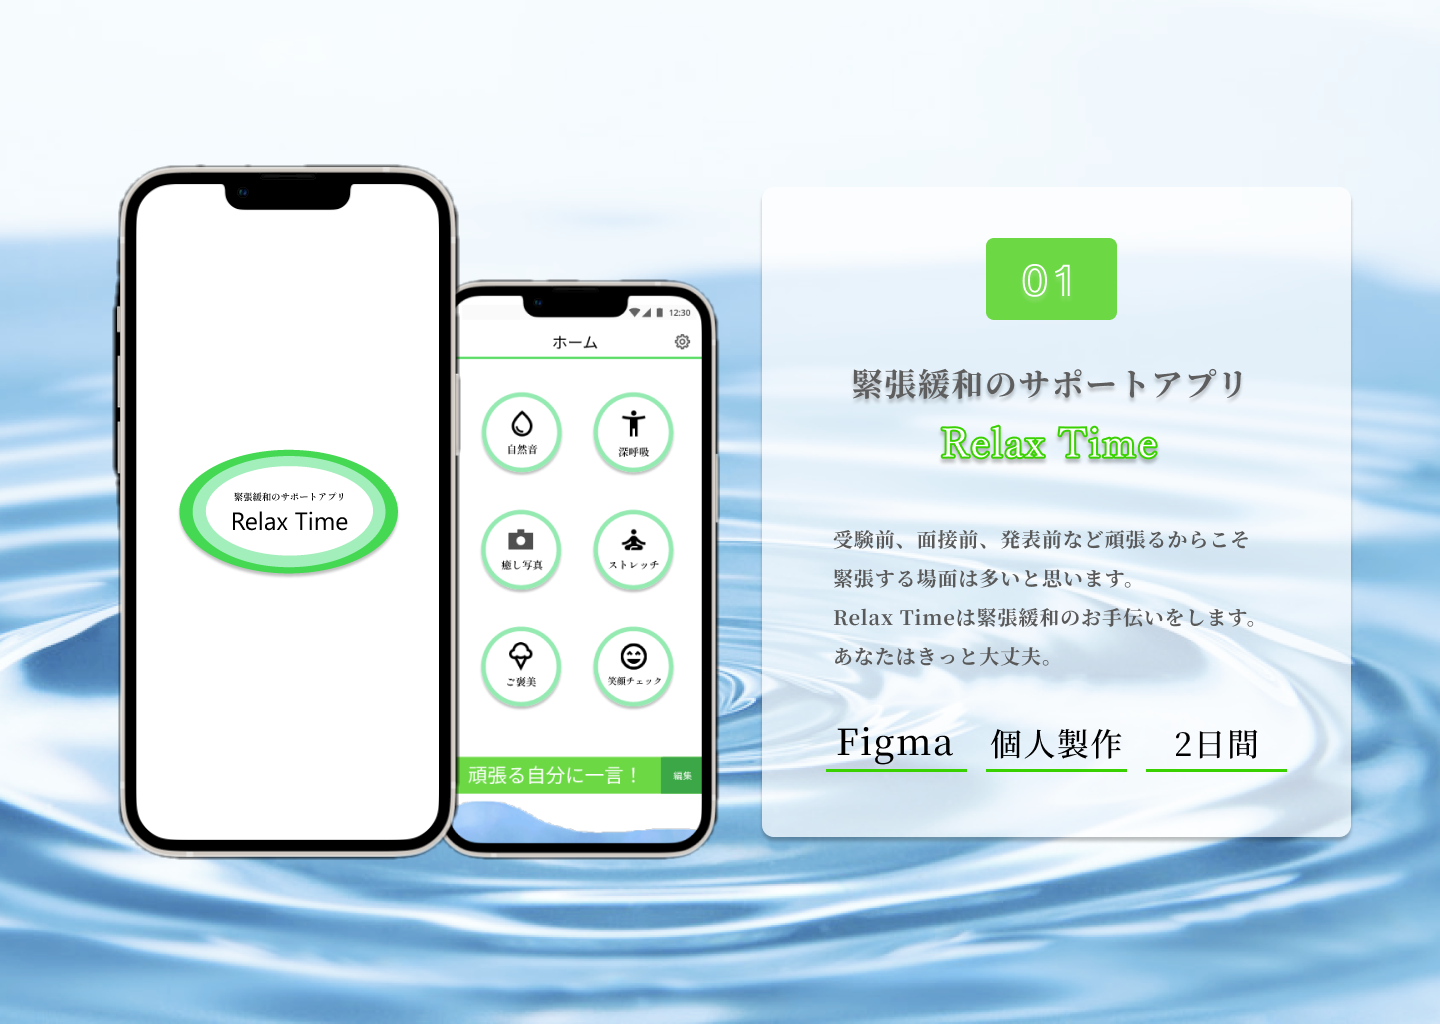 緊張緩和のサポートアプリ
Relax Time
12:30
ホーム
自然音
深呼吸
癒し写真
ストレッチ
ご褒美
笑顔チェック
頑張る自分に一言！
編集
01
緊張緩和のサポートアプリ
Relax Time
受験前、面接前、発表前など頑張るからこそ
緊張する場面は多いと思います。
Relax Timeは緊張緩和のお手伝いをします。
あなたはきっと大丈夫。
Figma
個人製作
2日間